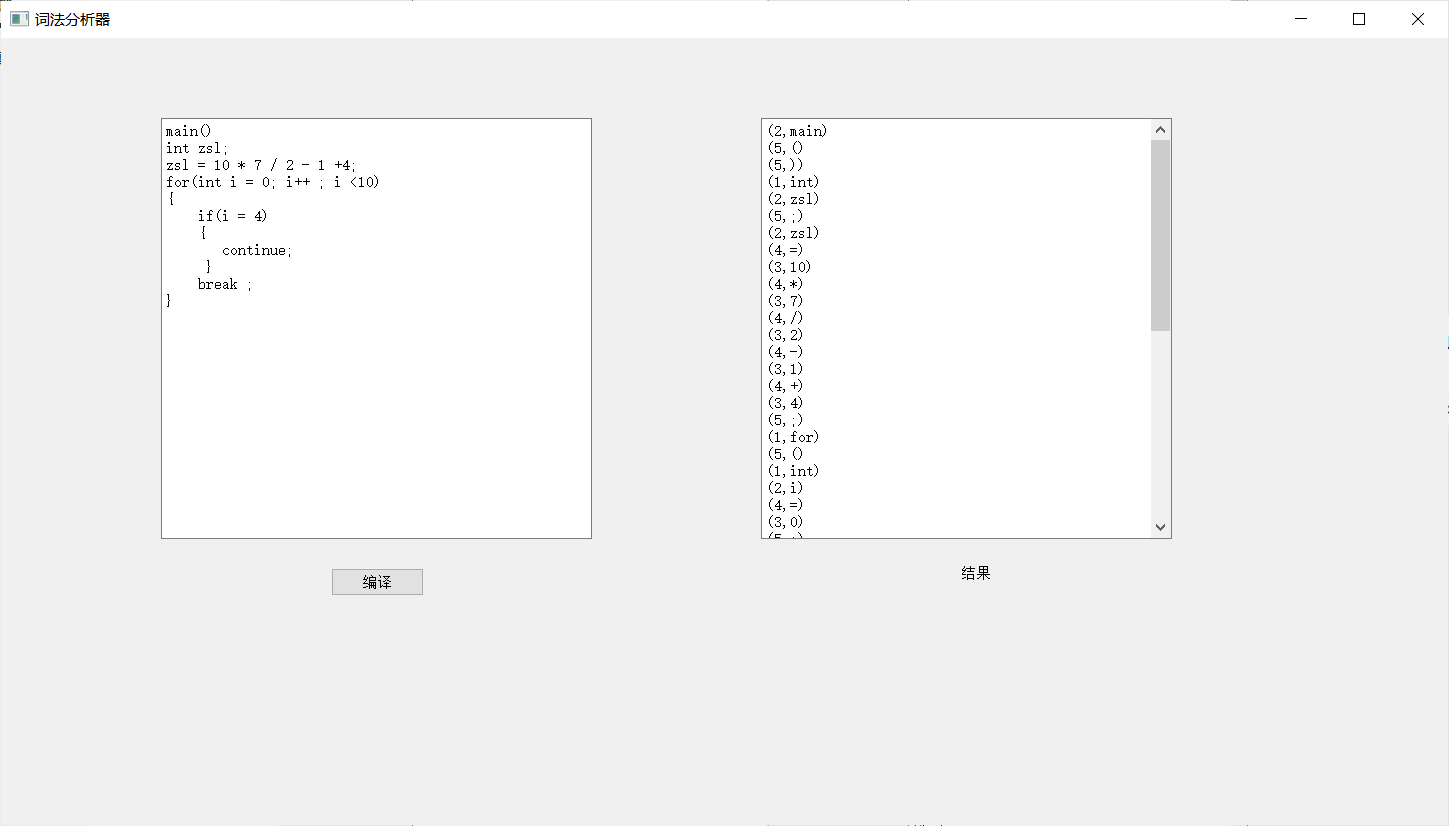 词法分析器
main()
int zsl;
zsl = 10 * 7 / 2 - 1 +4;
for(int i = 0; i++ ; i <10)
{
    if(i = 4)
    {
       continue;
     }
    break ;
}
编译
(2,main)
(5,()
(5,))
(1,int)
(2,zsl)
(5,;)
(2,zsl)
(4,=)
(3,10)
(4,*)
(3,7)
(4,/)
(3,2)
(4,-)
(3,1)
(4,+)
(3,4)
(5,;)
(1,for)
(5,()
(1,int)
(2,i)
(4,=)
(3,0)
结果